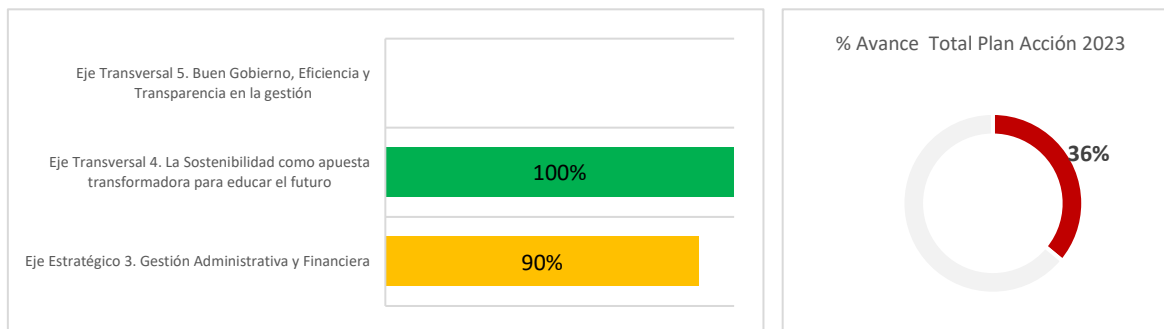 Eje Transversal 5. Buen Gobierno, Eficiencia y
Transparencia en la gestión
Eje Transversal 4. La Sostenibilidad como apuesta
transformadora para educar el futuro
100%
Eje Estratégico 3. Gestión Administrativa y Financiera
90%
% Avance  Total Plan Acción 2023
36%